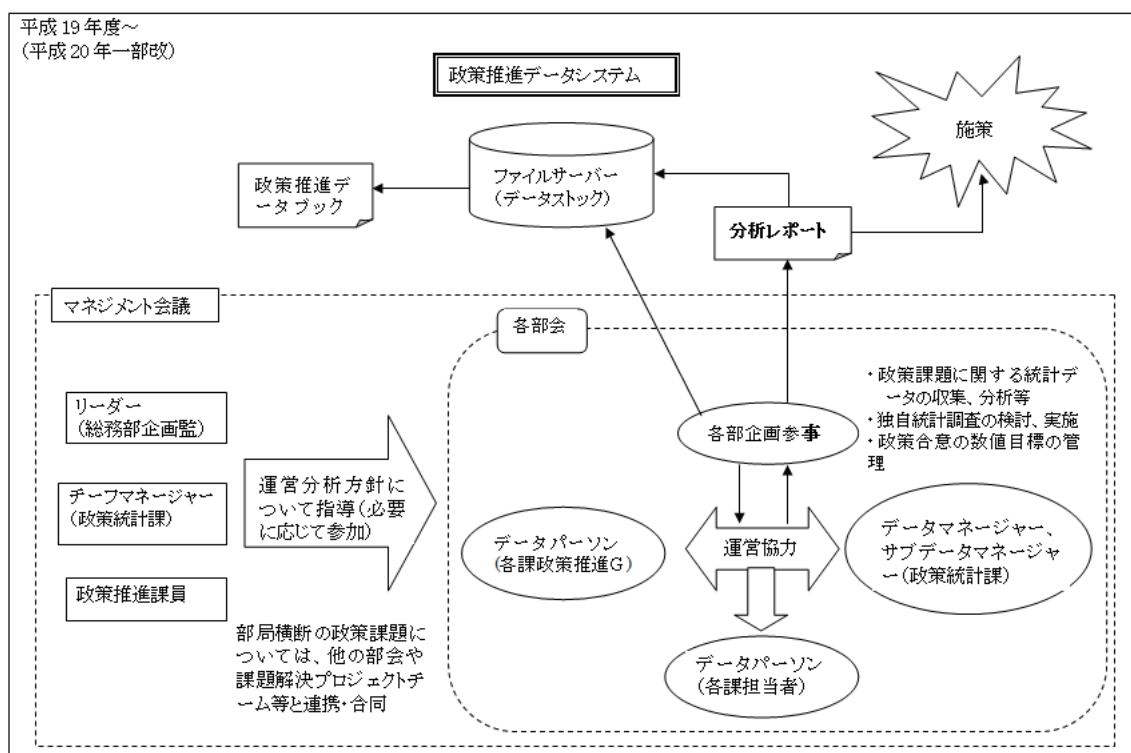 平成19年度～
(平成20年一部改)
政策推進データシステム
施策
ファイルサーバー
(データストック)
政策推進デ
ータブック
分析レポート
マネジメント会議
各部会
・政策課題に関する統計デ
ータの収集、分析等
・独自統計調査の検討、実施
・政策合意の数値目標の管
理
リーダー
(総務部企画監)
各部企画参事
チーフマネージャー
(政策統計課)
運営分析方針に
ついて指導(必要
に応じて参加)
データパーソン
(各課政策推進G)
運営協力
データマネージャー、
サブデータマネージャ
ー(政策統計課)
政策推進課員
部局横断の政策課題に
ついては、他の部会や
課題解決プロジェクトチ
ーム等と連携・合同
データパーソン
(各課担当者)